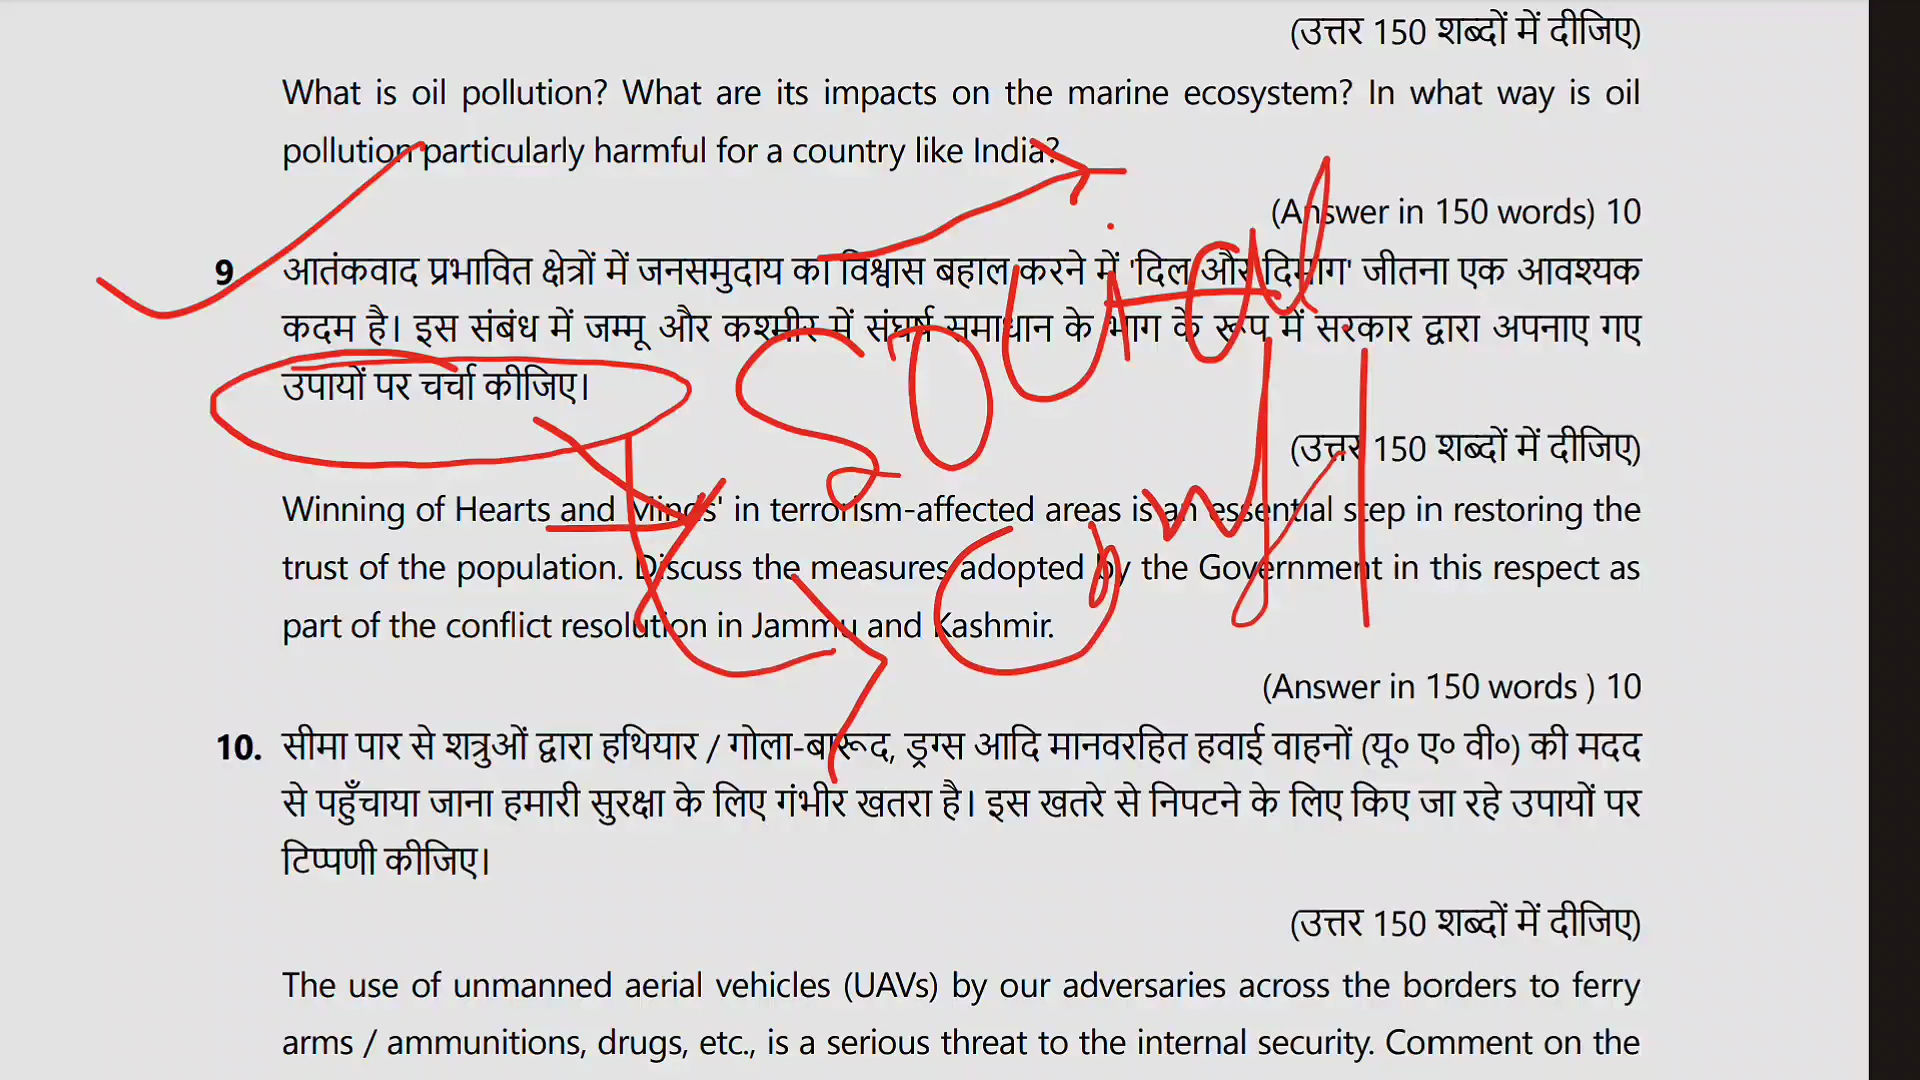 (उत्तर 150 शब्दों में दीजिए)
What is oil pollution? What are its impacts on the marine ecosystem? In what way is oil
pollution particularly harmful for a country like India?
(Answer in 150 words) 10
9 आतंकवाद प्रभावित क्षेत्रों में जनसमुदाय का विश्वास बहाल करने में 'दिल और दिमाग' जीतना एक आवश्यक
कदम है। इस संबंध में जम्मू और कश्मीर में संघर्ष समाधान के भाग के रूप में सरकार द्वारा अपनाए गए
उपायों पर चर्चा कीजिए।
social
(उत्तर 150 शब्दों में दीजिए)
Winning of Hearts and Minds' in terrorism-affected areas is an essential step in restoring the
trust of the population. Discuss the measures adopted by the Government in this respect as
part of the conflict resolution in Jammu and Kashmir.
(Answer in 150 words ) 10
10. सीमा पार से शत्रुओं द्वारा हथियार / गोला-बारूद, ड्रग्स आदि मानवरहित हवाई वाहनों (यू० ए० वी०) की मदद
से पहुँचाया जाना हमारी सुरक्षा के लिए गंभीर खतरा है। इस खतरे से निपटने के लिए किए जा रहे उपायों पर
टिप्पणी कीजिए।
(उत्तर 150 शब्दों में दीजिए)
The use of unmanned aerial vehicles (UAVs) by our adversaries across the borders to ferry
arms / ammunitions, drugs, etc., is a serious threat to the internal security. Comment on the